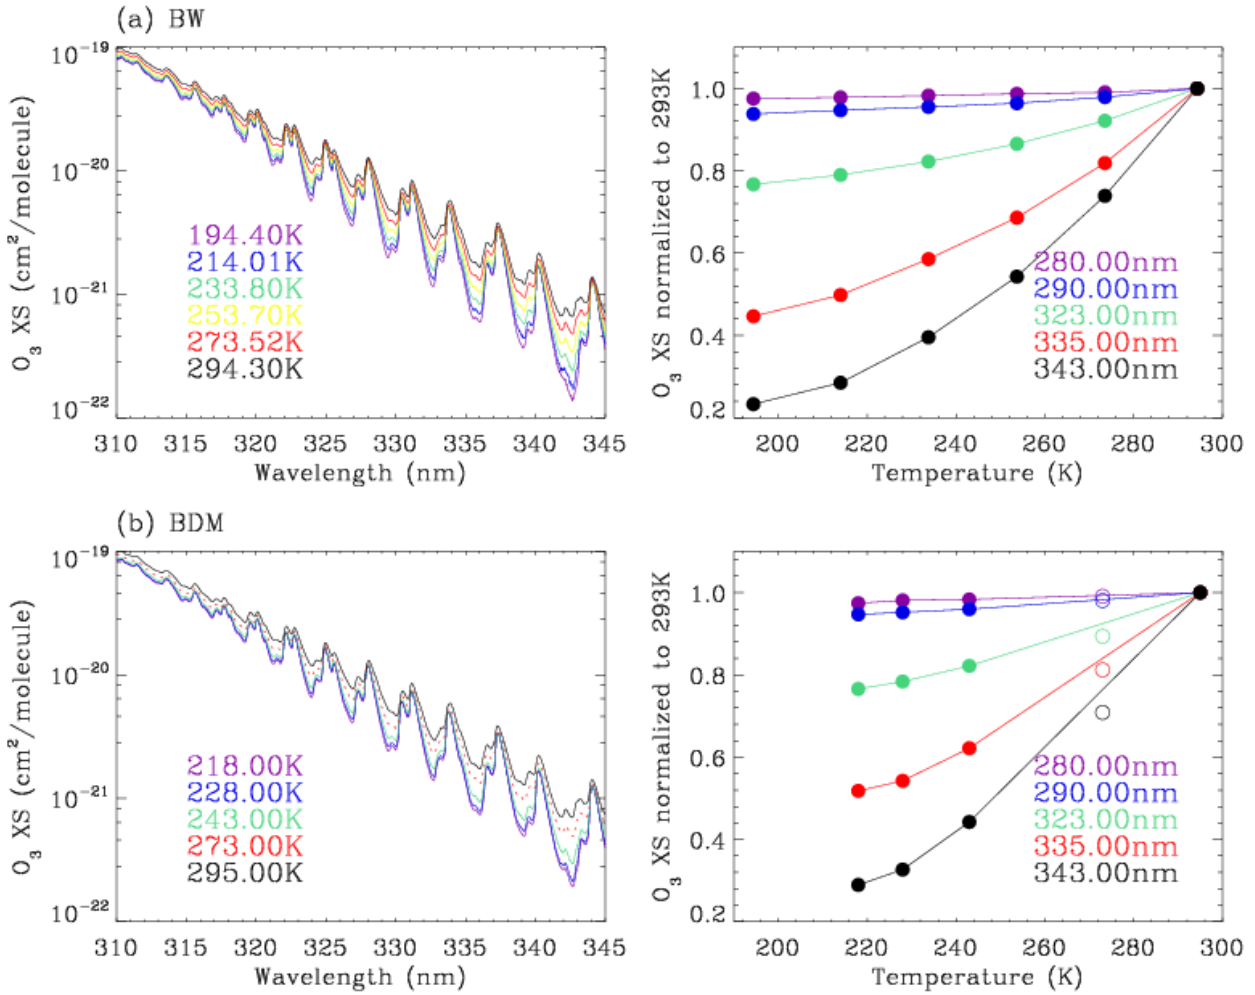 (a) BW
10⁻¹⁹
10⁻²⁰
10⁻²¹
10⁻²²
O₃ XS (cm²/molecule)
194.40K
214.01K
233.80K
253.70K
273.52K
294.30K
310 315 320 325 330 335 340 345
Wavelength (nm)
1.0
0.8
0.6
0.4
0.2
O₃ XS normalized to 293K
280.00nm
290.00nm
323.00nm
335.00nm
343.00nm
200 220 240 260 280 300
Temperature (K)
(b) BDM
10⁻¹⁹
10⁻²⁰
10⁻²¹
10⁻²²
O₃ XS (cm²/molecule)
218.00K
228.00K
243.00K
273.00K
295.00K
310 315 320 325 330 335 340 345
Wavelength (nm)
1.0
0.8
0.6
0.4
0.2
O₃ XS normalized to 293K
280.00nm
290.00nm
323.00nm
335.00nm
343.00nm
200 220 240 260 280 300
Temperature (K)